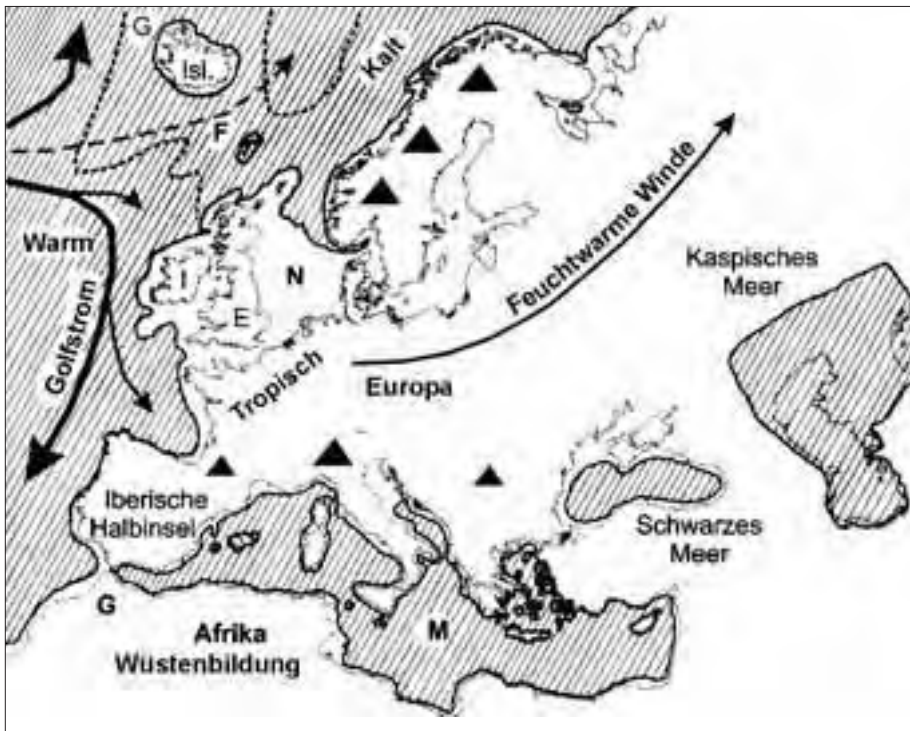 G
Isl.
Kalt
F
Warm
Golfstrom
I
N
E
Tropisch
Feuchtwarme Winde
Europa
Kaspisches
Meer
Iberische
Halbinsel
Schwarzes
Meer
G
Afrika
Wüstenbildung
M